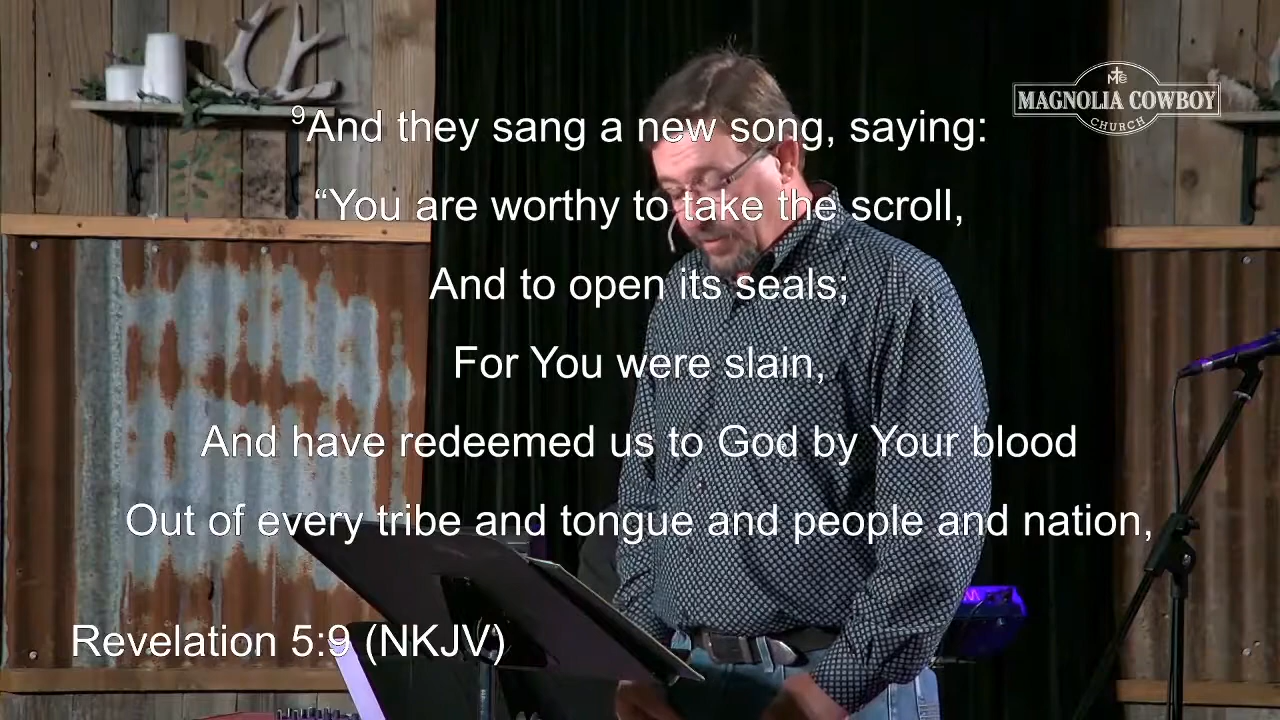 MC
MAGNOLIA COWBOY
CHURCH
⁹And they sang a new song, saying:
“You are worthy to take the scroll,
And to open its seals;
For You were slain,
And have redeemed us to God by Your blood
Out of every tribe and tongue and people and nation,
Revelation 5:9 (NKJV)